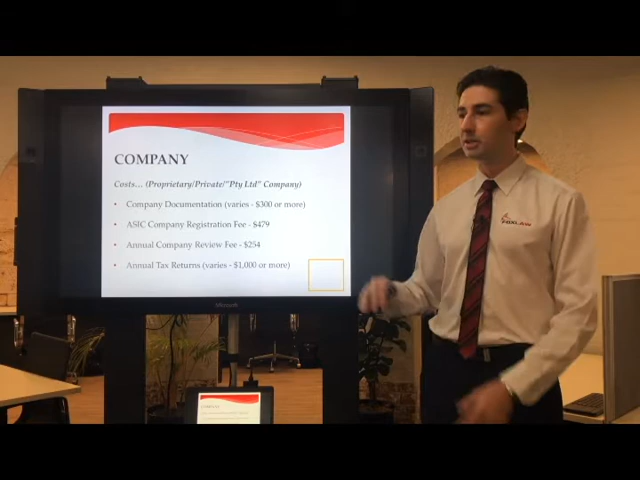 COMPANY
Costs… (Proprietary/Private/"Pty Ltd" Company)
• Company Documentation (varies - $300 or more)
• ASIC Company Registration Fee - $479
• Annual Company Review Fee - $254
• Annual Tax Returns (varies - $1,000 or more)
Microsoft